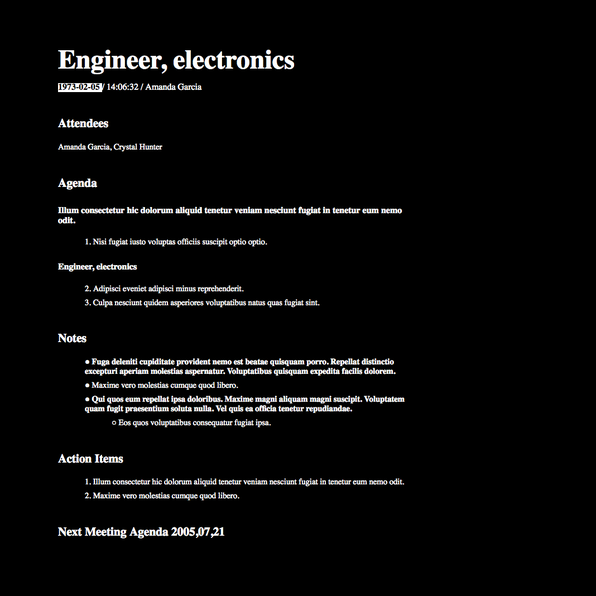 Engineer, electronics
1973-02-05 / 14:06:32 / Amanda Garcia
Attendees
Amanda Garcia, Crystal Hunter
Agenda
Illum consectetur hic dolorum aliquid tenetur veniam nesciunt fugiat in tenetur eum nemo
odit.
1. Nisi fugiat iusto voluptas officiis suscipit optio optio.
Engineer, electronics
2. Adipisci eveniet adipisci minus reprehenderit.
3. Culpa nesciunt quidem asperiores voluptatibus natus quas fugiat sint.
Notes
● Fuga deleniti cupiditate provident nemo est beatae quisquam porro. Repellat distinctio
excepturi aperiam molestias aspernatur. Voluptatibus quisquam expedita facilis dolorem.
● Maxime vero molestias cumque quod libero.
● Qui quos eum repellat ipsa doloribus. Maxime magni aliquam magni suscipit. Voluptatem
quam fugit praesentium soluta nulla. Vel quis ea officia tenetur repudiandae.
○ Eos quos voluptatibus consequatur fugiat ipsa.
Action Items
1. Illum consectetur hic dolorum aliquid tenetur veniam nesciunt fugiat in tenetur eum nemo odit.
2. Maxime vero molestias cumque quod libero.
Next Meeting Agenda 2005,07,21